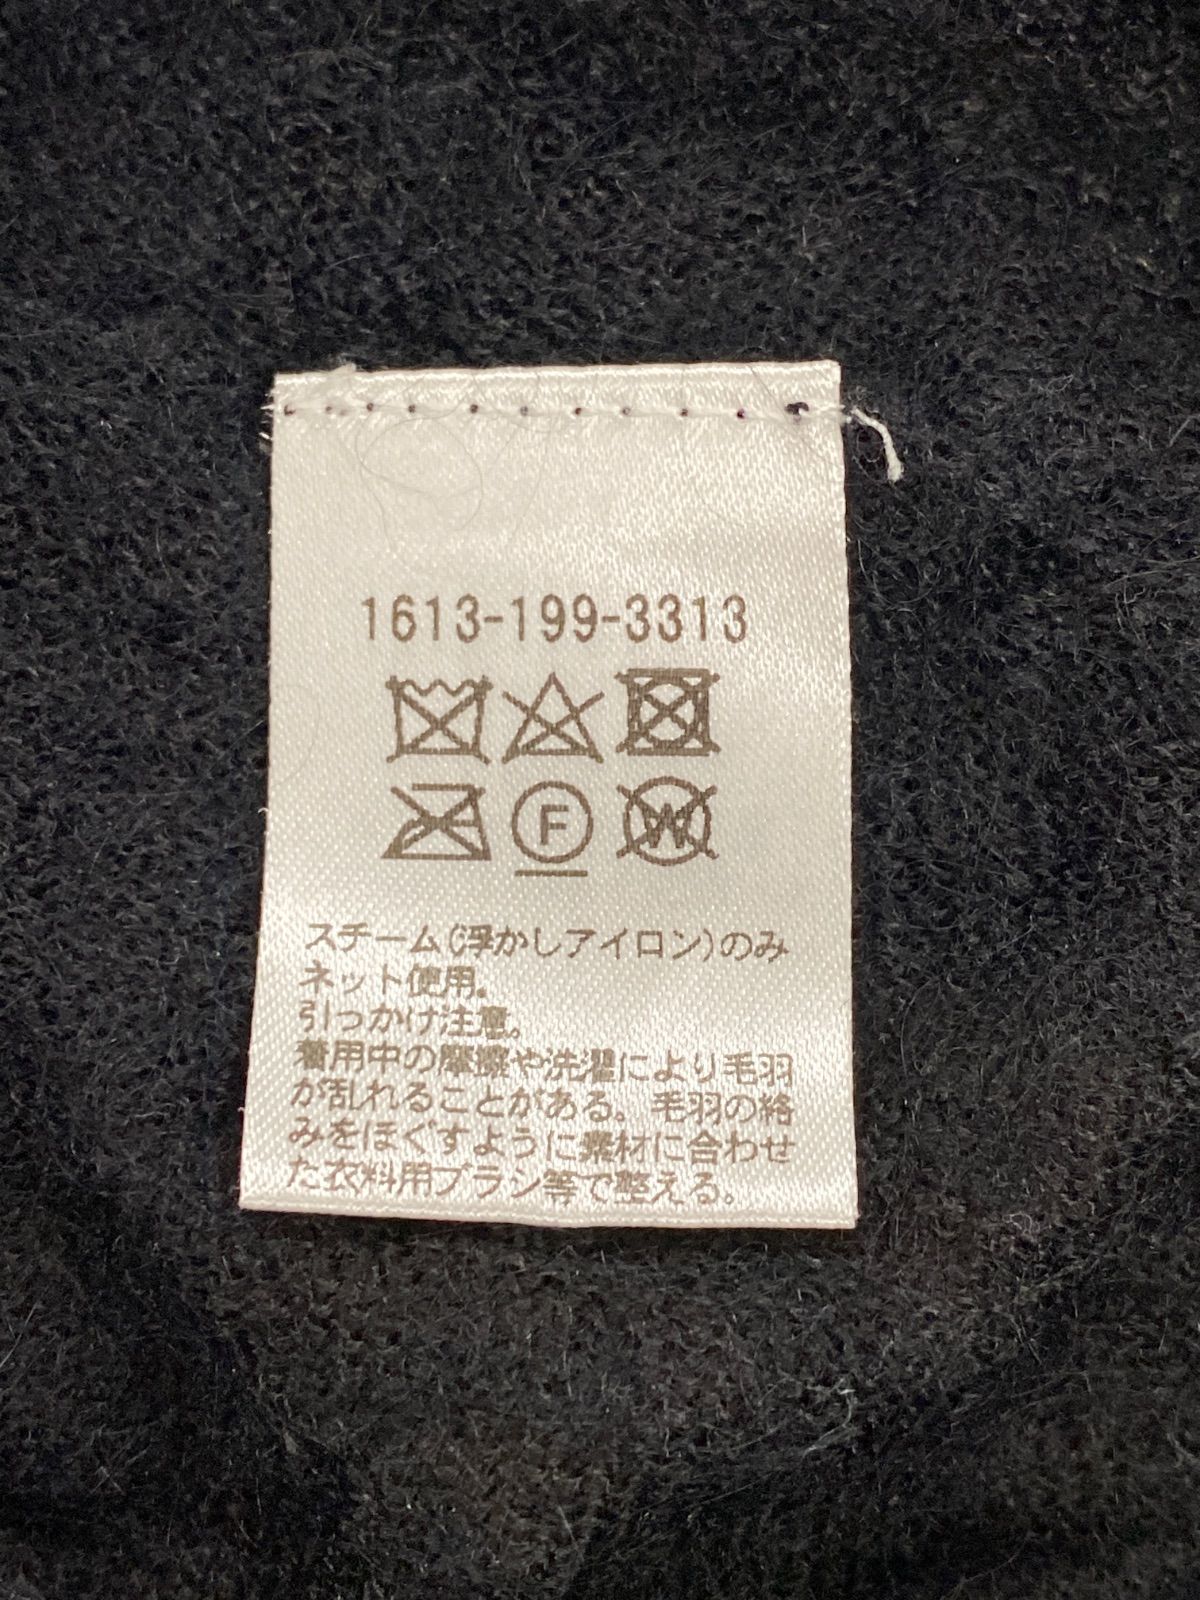 1613-199-3313
F
W
スチーム(浮かしアイロン)のみ
ネット使用。
引っかけ注意。
着用中の摩擦や洗濯により毛羽
が乱れることがある。毛羽の絡
みをほぐすように素材に合わせ
た衣料用ブラシ等で整える。